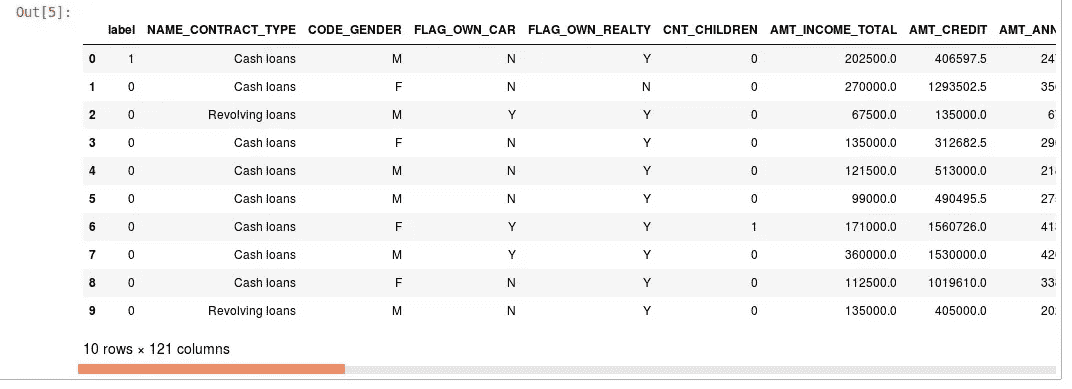 Out[5]:
label NAME_CONTRACT_TYPE CODE_GENDER FLAG_OWN_CAR FLAG_OWN_REALTY CNT_CHILDREN AMT_INCOME_TOTAL AMT_CREDIT AMT_ANN
0 1 Cash loans M N Y 0 202500.0 406597.5 24
1 0 Cash loans F N N 0 270000.0 1293502.5 35
2 0 Revolving loans M Y Y 0 67500.0 135000.0 6
3 0 Cash loans F N Y 0 135000.0 312682.5 29
4 0 Cash loans M N Y 0 121500.0 513000.0 21
5 0 Cash loans M N Y 0 99000.0 490495.5 27
6 0 Cash loans F Y Y 1 171000.0 1560726.0 41
7 0 Cash loans M Y Y 0 360000.0 1530000.0 42
8 0 Cash loans F N Y 0 112500.0 1019610.0 33
9 0 Revolving loans M N Y 0 135000.0 405000.0 20
10 rows × 121 columns